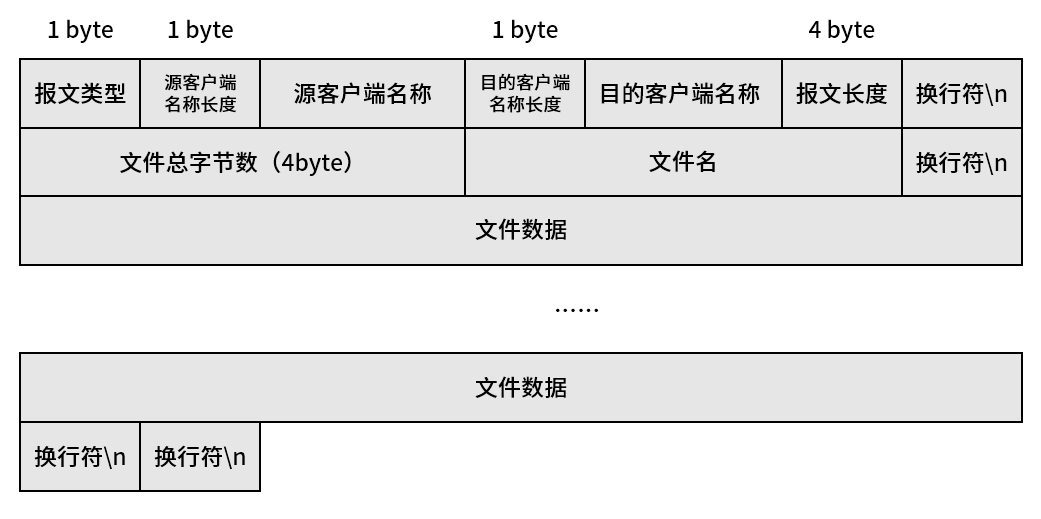 1 byte 1 byte 1 byte 4 byte
报文类型 源客户端名称长度 源客户端名称 目的客户端名称长度 目的客户端名称 报文长度 换行符\n
文件总字节数（4byte） 文件名 换行符\n
文件数据
......
文件数据
换行符\n 换行符\n